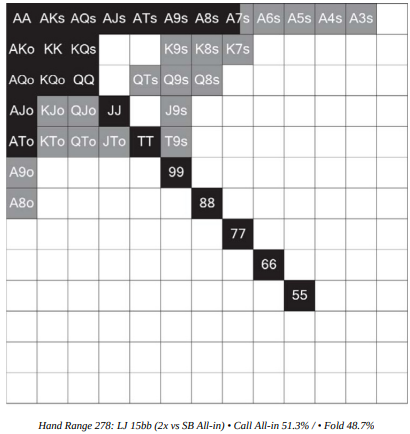 AA AKs AQs AJs ATs A9s A8s A7s A6s A5s A4s A3s
AKo KK KQs K9s K8s K7s
AQo KQo QQ QTs Q9s Q8s
AJo KJo QJo JJ J9s
ATo KTo QTo JTo TT T9s
A9o 99
A8o 88
77
66
55
Hand Range 278: LJ 15bb (2x vs SB All-in) • Call All-in 51.3% / • Fold 48.7%